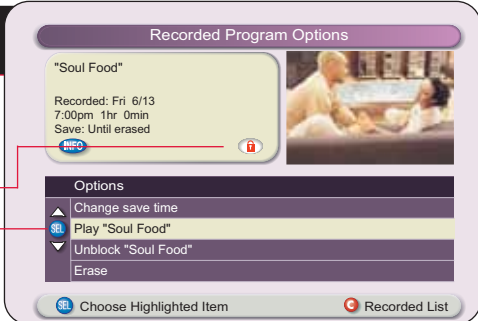 Recorded Program Options
"Soul Food"
Recorded: Fri 6/13
7:00pm 1hr 0min
Save: Until erased
INFO
Options
Change save time
SEL Play "Soul Food"
Unblock "Soul Food"
Erase
SEL Choose Highlighted Item
C Recorded List